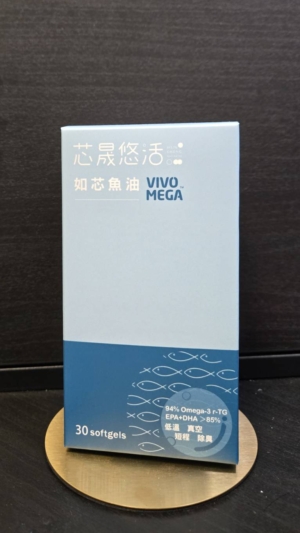 芯晟悠活
如芯魚油 VIVO
MEGA
30 softgels
94% Omega-3 r-TG
EPA+DHA >85%
低溫 真空
短徑 除臭